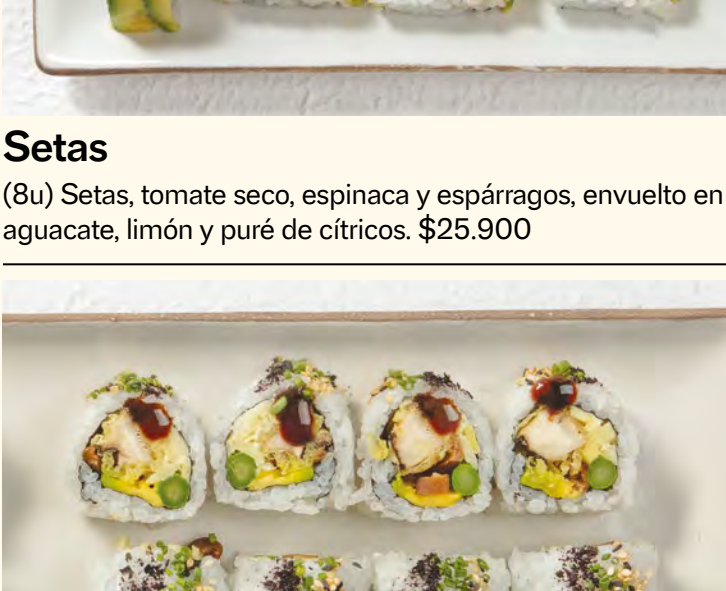 Setas
(8u) Setas, tomate seco, espinaca y espárragos, envuelto en
aguacate, limón y puré de cítricos. $25.900